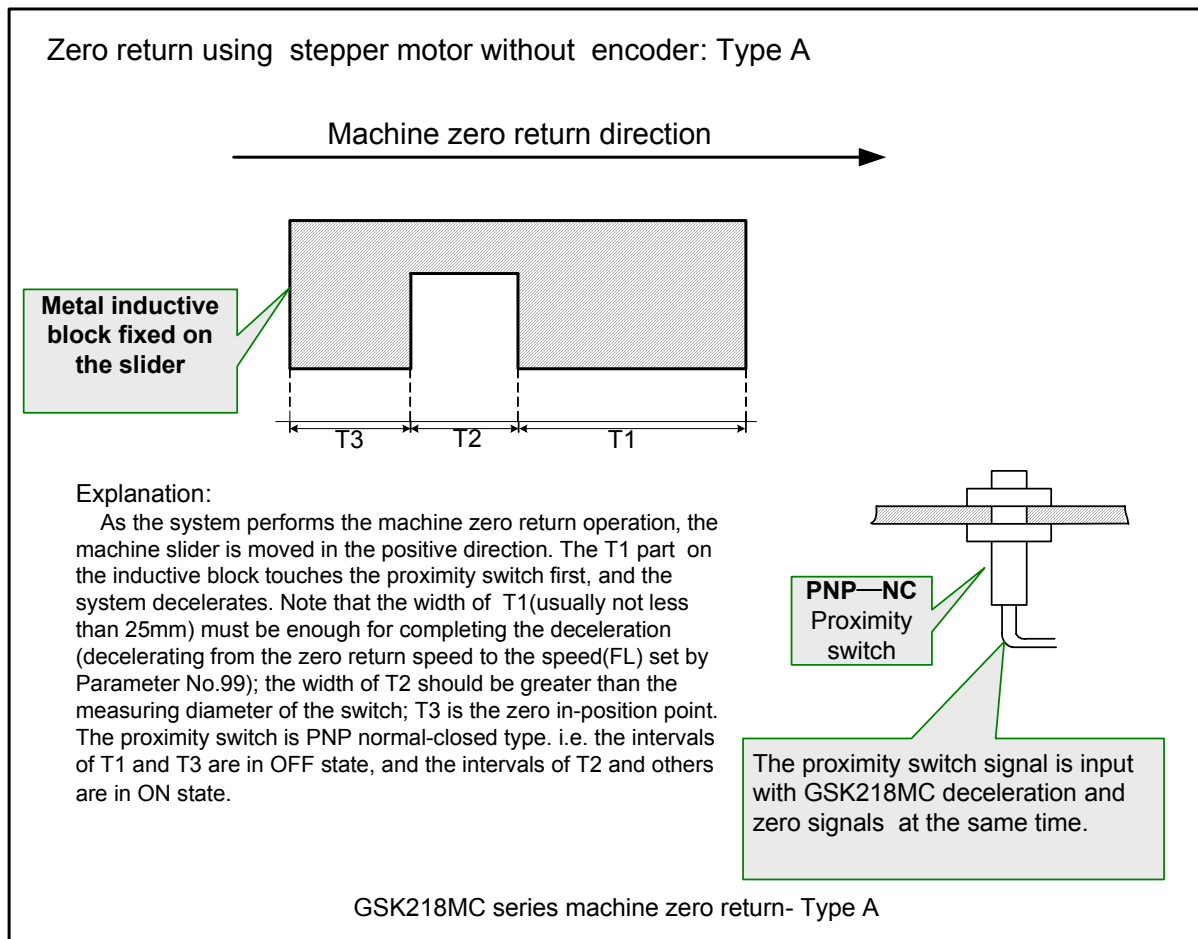 Zero return using stepper motor without encoder: Type A
Machine zero return direction
Metal inductive
block fixed on
the slider
T3
T2
T1
Explanation:
As the system performs the machine zero return operation, the
machine slider is moved in the positive direction. The T1 part on
the inductive block touches the proximity switch first, and the
system decelerates. Note that the width of T1(usually not less
than 25mm) must be enough for completing the deceleration
(decelerating from the zero return speed to the speed(FL) set by
Parameter No.99); the width of T2 should be greater than the
measuring diameter of the switch; T3 is the zero in-position point.
The proximity switch is PNP normal-closed type. i.e. the intervals
of T1 and T3 are in OFF state, and the intervals of T2 and others
are in ON state.
PNP—NC
Proximity
switch
The proximity switch signal is input
with GSK218MC deceleration and
zero signals at the same time.
GSK218MC series machine zero return- Type A